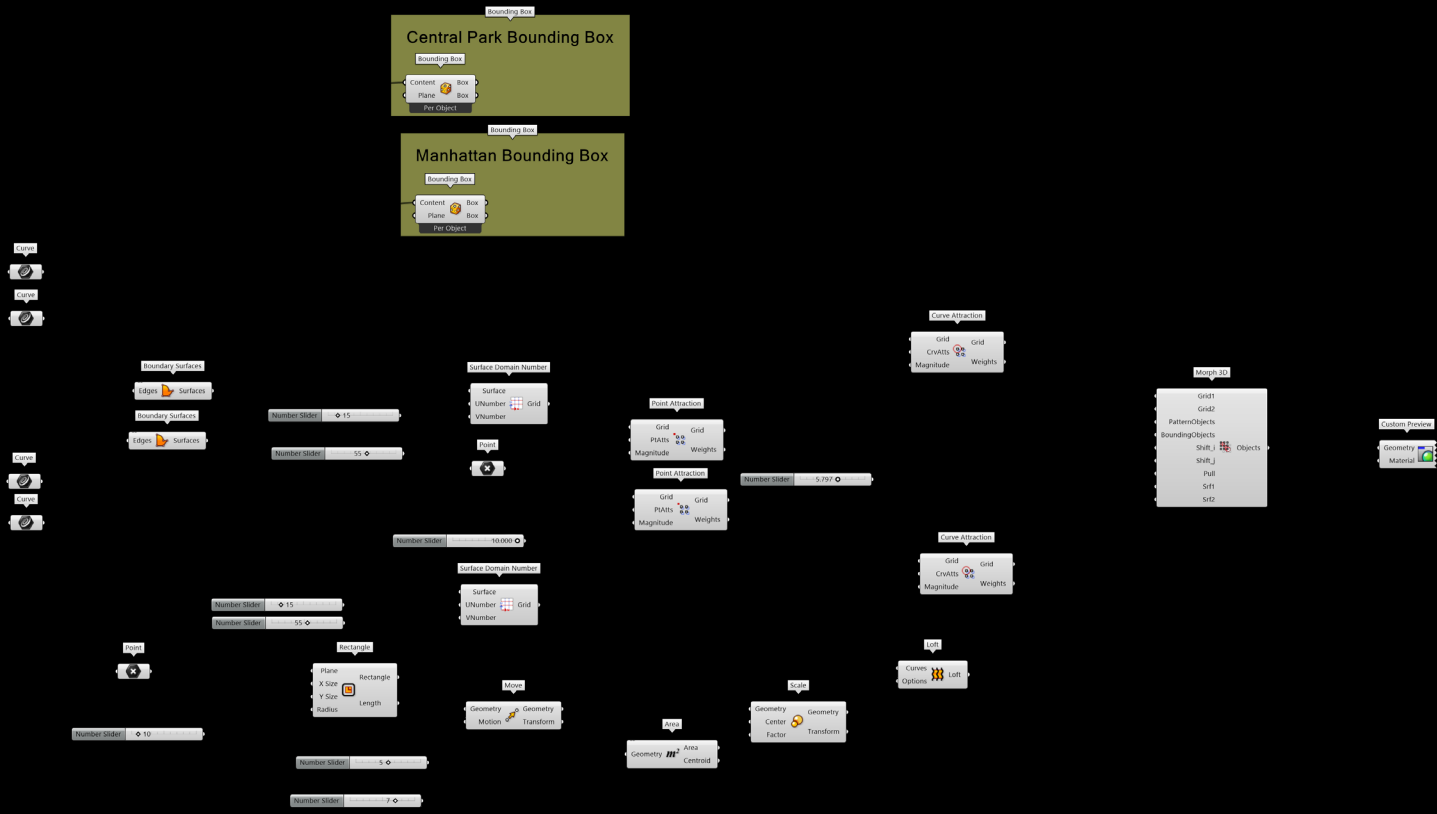 Bounding Box
Central Park Bounding Box
Bounding Box
Content Box
Plane Box
Per Object
Bounding Box
Manhattan Bounding Box
Bounding Box
Content Box
Plane Box
Per Object
Curve
Curve
Boundary Surfaces
Edges Surfaces
Boundary Surfaces
Edges Surfaces
Curve
Curve
Number Slider 15
Number Slider 55
Surface Domain Number
Surface
UNumber Grid
VNumber
Point
Point Attraction
Grid Grid
PtAtts
Magnitude Weights
Point Attraction
Grid Grid
PtAtts
Magnitude Weights
Number Slider 5.797
Curve Attraction
Grid Grid
CrvAtts
Magnitude Weights
Morph 3D
Grid1
Grid2
PatternObjects
BoundingObjects
Shift_i Objects
Shift_j
Pull
Srf1
Srf2
Custom Preview
Geometry
Material
Number Slider 10.000
Surface Domain Number
Surface
UNumber Grid
VNumber
Curve Attraction
Grid Grid
CrvAtts
Magnitude Weights
Number Slider 15
Number Slider 55
Point
Rectangle
Plane
X Size Rectangle
Y Size
Radius Length
Move
Geometry Geometry
Motion Transform
Area
Geometry m² Area
Centroid
Scale
Geometry Geometry
Center
Factor Transform
Loft
Curves Loft
Options
Number Slider 10
Number Slider 5
Number Slider 7